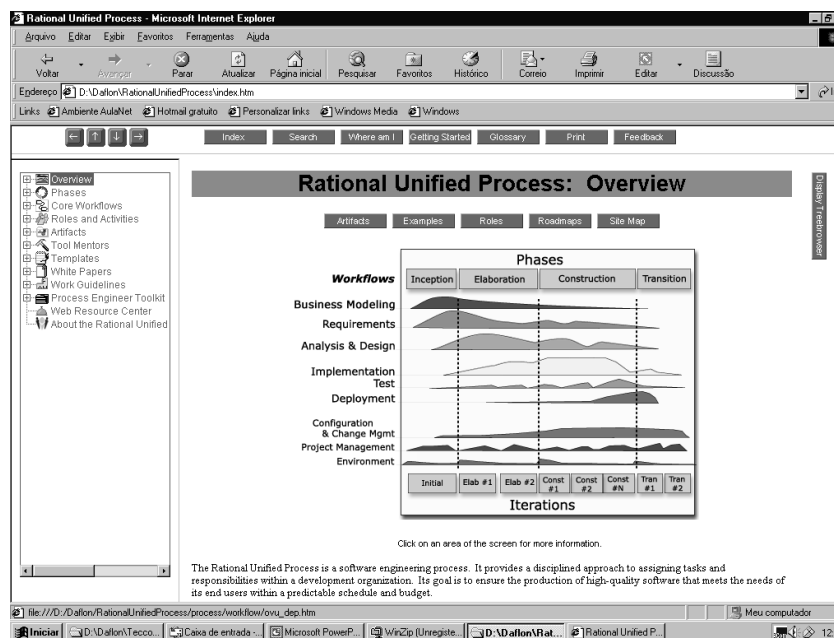 Rational Unified Process - Microsoft Internet Explorer
Arquivo Editar Exibir Favoritos Ferramentas Ajuda
Voltar Avançar Parar Atualizar Página inicial Pesquisar Favoritos Histórico Correio Imprimir Editar Discussão
Endereço D:\Daflon\RationalUnifiedProcess\index.htm
Links Ambiente AulaNet Hotmail gratuito Personalizar links Windows Media Windows
Index Search Where am I Getting Started Glossary Print Feedback
Overview
Phases
Core Workflows
Roles and Activities
Artifacts
Tool Mentors
Templates
White Papers
Work Guidelines
Process Engineer Toolkit
Web Resource Center
About the Rational Unified
Rational Unified Process: Overview
Display Treebrowser
Artifacts Examples Roles Roadmaps Site Map
Phases
Workflows Inception Elaboration Construction Transition
Business Modeling
Requirements
Analysis & Design
Implementation
Test
Deployment
Configuration
& Change Mgmt
Project Management
Environment
Initial Elab #1 Elab #2 Const #1 Const #2 Const #N Tran #1 Tran #2
Iterations
Click on an area of the screen for more information.
The Rational Unified Process is a software engineering process. It provides a disciplined approach to assigning tasks and
responsibilities within a development organization. Its goal is to ensure the production of high-quality software that meets the needs of
its end users within a predictable schedule and budget.
file:///D:/Daflon/RationalUnifiedProcess/process/workflow/ovu_dep.htm Meu computador
Iniciar D:\Daflon\Tecco... Caixa de entrada -... Microsoft PowerP... WinZip (Unregiste... D:\Daflon\Rat... Rational Unified P... 12